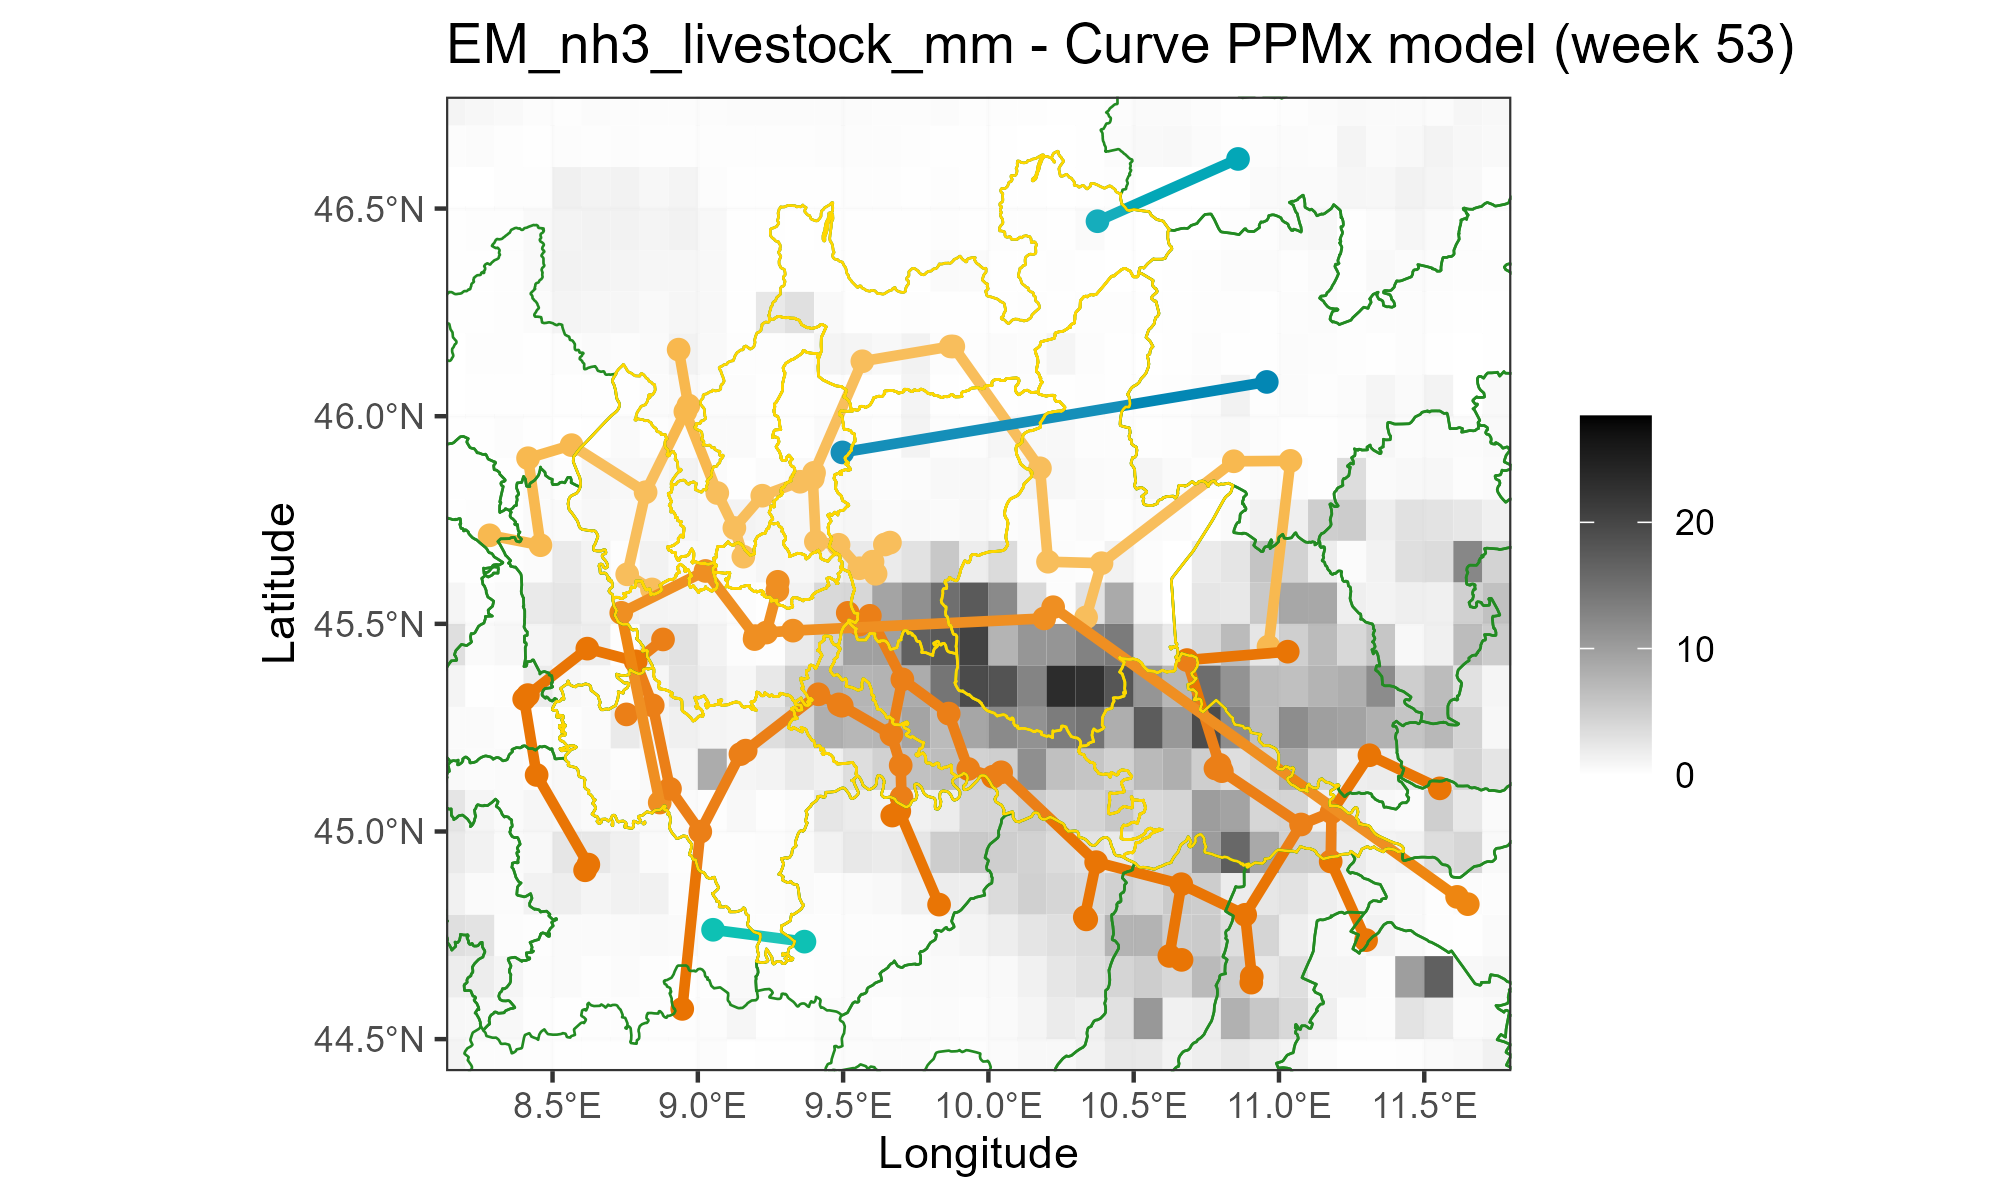 EM_nh3_livestock_mm - Curve PPMx model (week 53)
46.5°N
46.0°N
45.5°N
45.0°N
44.5°N
Latitude
8.5°E
9.0°E
9.5°E
10.0°E
10.5°E
11.0°E
11.5°E
Longitude
20
10
0